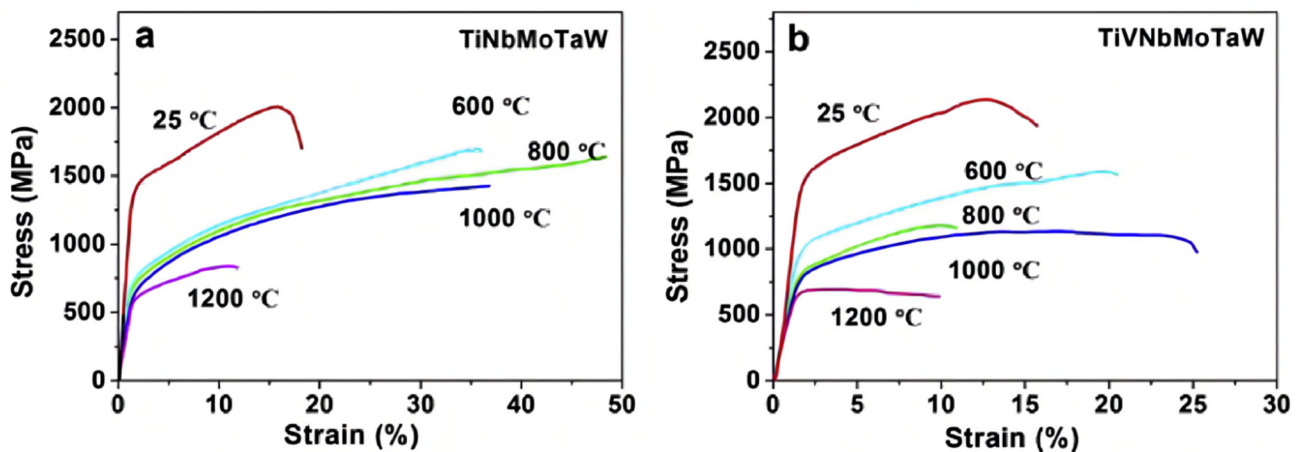 a
TiNbMoTaW
2500
2000
1500
1000
500
0
Stress (MPa)
25 °C
600 °C
800 °C
1000 °C
1200 °C
0 10 20 30 40 50
Strain (%)
b
TiVNbMoTaW
2500
2000
1500
1000
500
0
Stress (MPa)
25 °C
600 °C
800 °C
1000 °C
1200 °C
0 5 10 15 20 25 30
Strain (%)